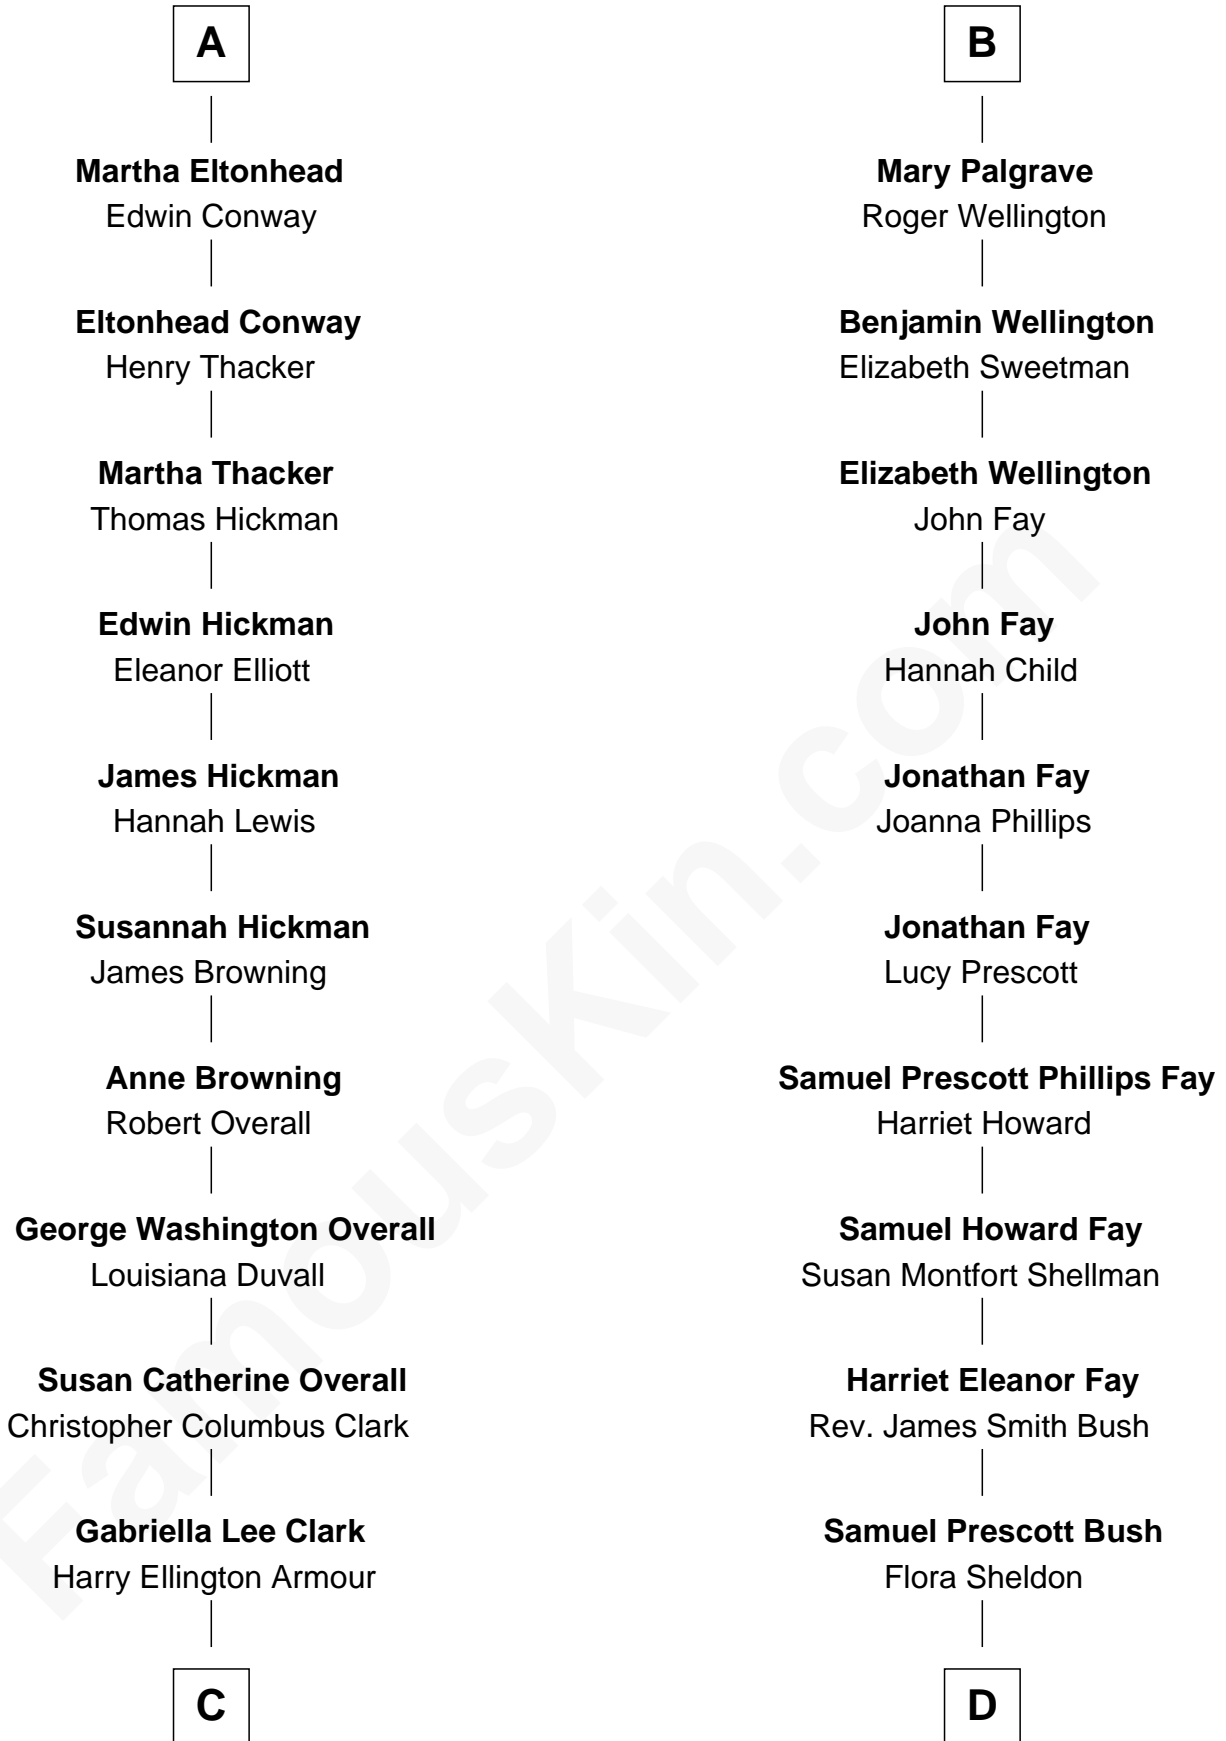 A
Martha Eltonhead
Edwin Conway
Eltonhead Conway
Henry Thacker
Martha Thacker
Thomas Hickman
Edwin Hickman
Eleanor Elliott
James Hickman
Hannah Lewis
Susannah Hickman
James Browning
Anne Browning
Robert Overall
George Washington Overall
Louisiana Duvall
Susan Catherine Overall
Christopher Columbus Clark
Gabriella Lee Clark
Harry Ellington Armour
C
B
Mary Palgrave
Roger Wellington
Benjamin Wellington
Elizabeth Sweetman
Elizabeth Wellington
John Fay
John Fay
Hannah Child
Jonathan Fay
Joanna Phillips
Jonathan Fay
Lucy Prescott
Samuel Prescott Phillips Fay
Harriet Howard
Samuel Howard Fay
Susan Montfort Shellman
Harriet Eleanor Fay
Rev. James Smith Bush
Samuel Prescott Bush
Flora Sheldon
D
FamousKin.com